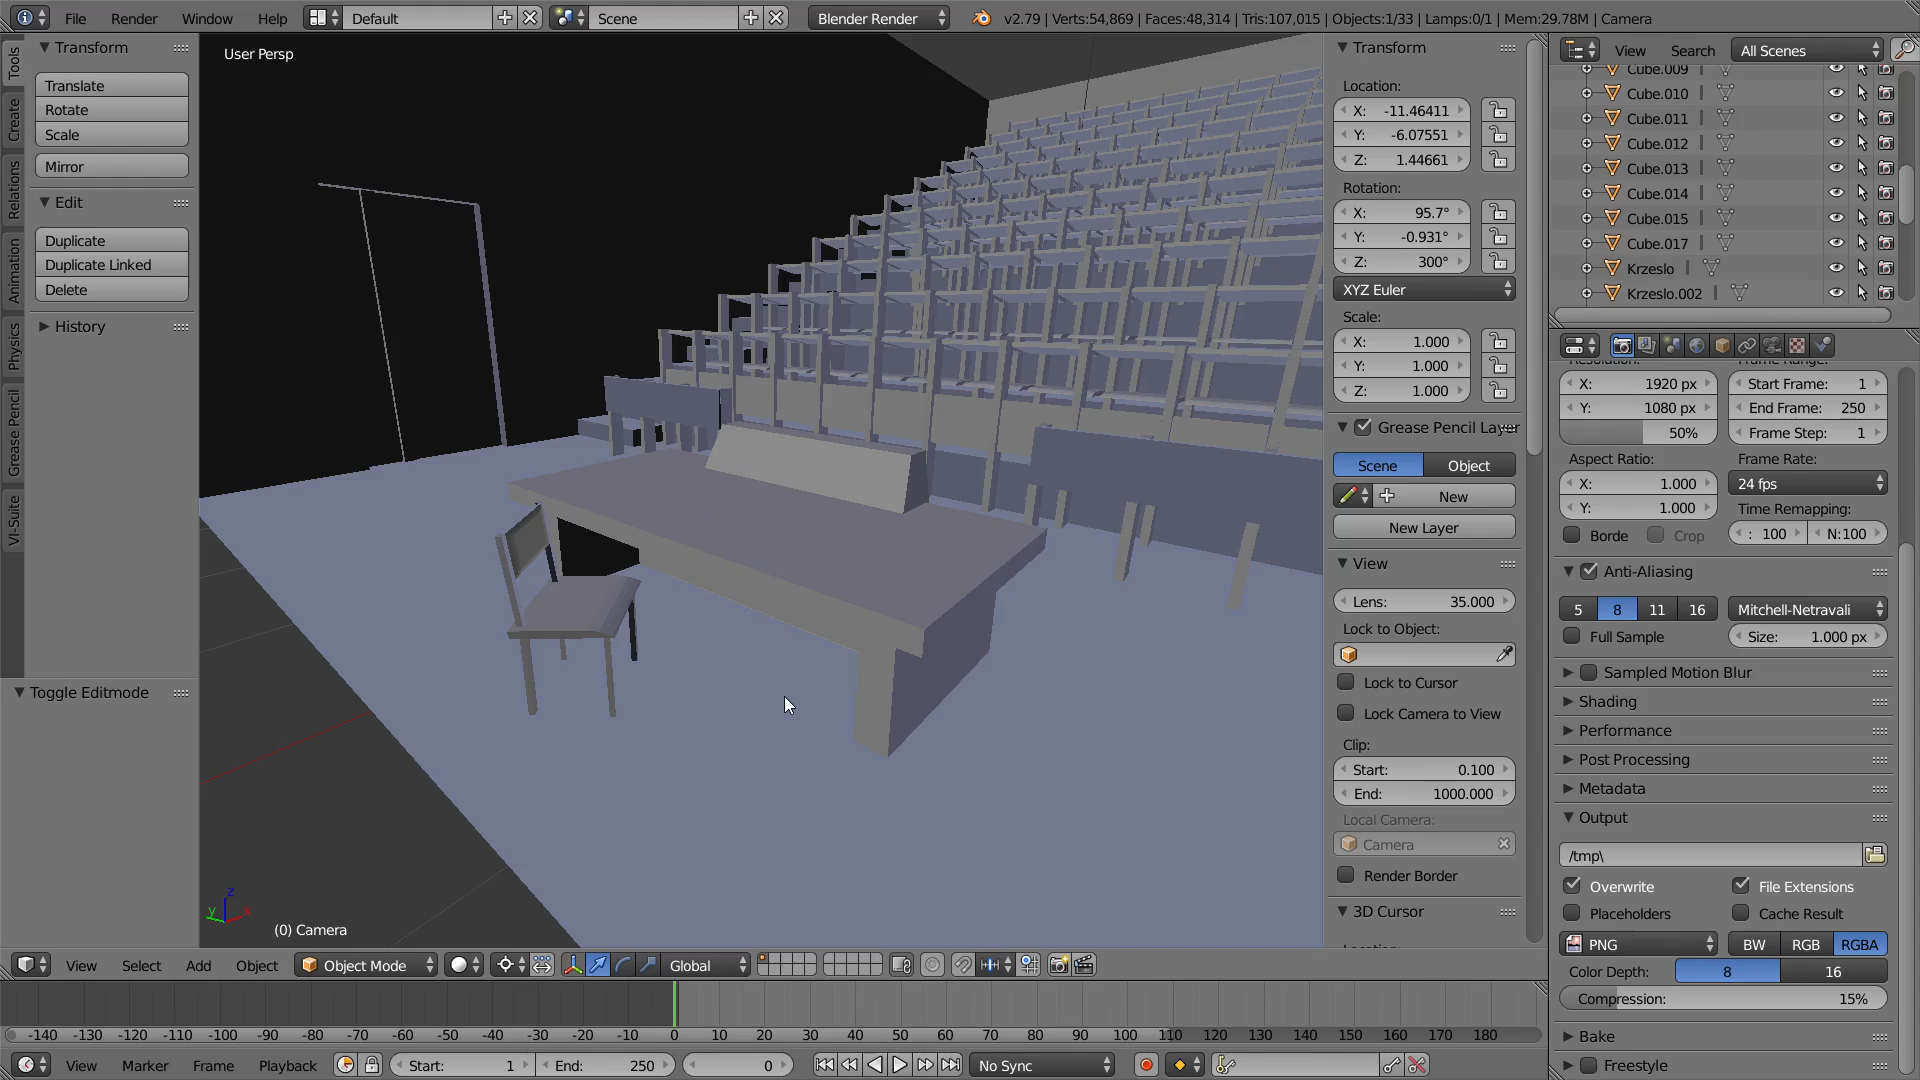 File Render Window Help Default Scene Blender Render v2.79 | Verts:54,869 | Faces:48,314 | Tris:107,015 | Objects:1/33 | Lamps:0/1 | Mem:29.78M | Camera
Tools
Create
Relations
Animation
Physics
Grease Pencil
VI-Suite
Transform
Translate
Rotate
Scale
Mirror
Edit
Duplicate
Duplicate Linked
Delete
History
Toggle Editmode
User Persp
(0) Camera
z
y
x
Transform
Location:
X: -11.46411
Y: -6.07551
Z: 1.44661
Rotation:
X: 95.7°
Y: -0.931°
Z: 300°
XYZ Euler
Scale:
X: 1.000
Y: 1.000
Z: 1.000
Grease Pencil Layer
Scene Object
New
New Layer
View
Lens: 35.000
Lock to Object:
Lock to Cursor
Lock Camera to View
Clip:
Start: 0.100
End: 1000.000
Local Camera:
Camera
Render Border
3D Cursor
Location:
View Search All Scenes
Cube.009
Cube.010
Cube.011
Cube.012
Cube.013
Cube.014
Cube.015
Cube.017
Krzeslo
Krzeslo.002
Resolution: Frame Range:
X: 1920 px Start Frame: 1
Y: 1080 px End Frame: 250
50% Frame Step: 1
Aspect Ratio: Frame Rate:
X: 1.000 24 fps
Y: 1.000 Time Remapping:
Borde Crop : 100 N:100
Anti-Aliasing
5 8 11 16 Mitchell-Netravali
Full Sample Size: 1.000 px
Sampled Motion Blur
Shading
Performance
Post Processing
Metadata
Output
/tmp\
Overwrite File Extensions
Placeholders Cache Result
PNG BW RGB RGBA
Color Depth: 8 16
Compression: 15%
Bake
Freestyle
View Select Add Object Object Mode Global
-140 -130 -120 -110 -100 -90 -80 -70 -60 -50 -40 -30 -20 -10 0 10 20 30 40 50 60 70 80 90 100 110 120 130 140 150 160 170 180
View Marker Frame Playback Start: 1 End: 250 0 No Sync